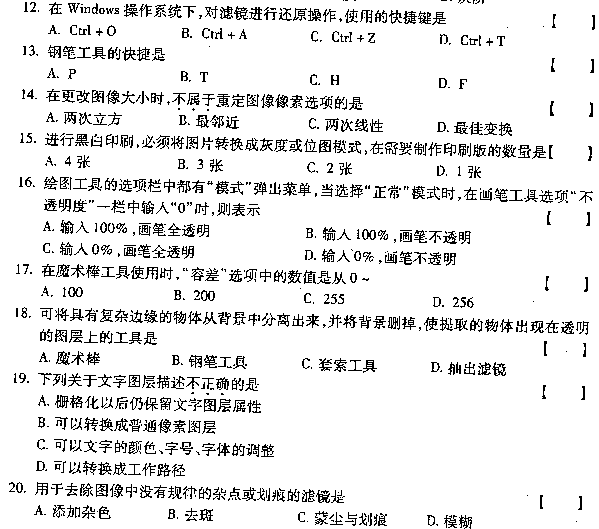 12. 在 Windows 操作系统下,对滤镜进行还原操作,使用的快捷键是 【 】
A. Ctrl + O B. Ctrl + A C. Ctrl + Z D. Ctrl + T
13. 钢笔工具的快捷是 【 】
A. P B. T C. H D. F
14. 在更改图像大小时,不属于重定图像像素选项的是 【 】
A. 两次立方 B. 最邻近 C. 两次线性 D. 最佳变换
15. 进行黑白印刷,必须将图片转换成灰度或位图模式,在需要制作印刷版的数量是【 】
A. 4 张 B. 3 张 C. 2 张 D. 1 张
16. 绘图工具的选项栏中都有“模式”弹出菜单,当选择“正常”模式时,在画笔工具选项“不
透明度”一栏中输入“0”时,则表示 【 】
A. 输入 100%,画笔全透明 B. 输入 100%,画笔不透明
C. 输入 0%,画笔全透明 D. 输入 0%,画笔不透明
17. 在魔术棒工具使用时,“容差”选项中的数值是从 0 ~ 【 】
A. 100 B. 200 C. 255 D. 256
18. 可将具有复杂边缘的物体从背景中分离出来,并将背景删掉,使提取的物体出现在透明
的图层上的工具是 【 】
A. 魔术棒 B. 钢笔工具 C. 套索工具 D. 抽出滤镜
19. 下列关于文字图层描述不正确的是 【 】
A. 栅格化以后仍保留文字图层属性
B. 可以转换成普通像素图层
C. 可以文字的颜色、字号、字体的调整
D. 可以转换成工作路径
20. 用于去除图像中没有规律的杂点或划痕的滤镜是 【 】
A. 添加杂色 B. 去斑 C. 蒙尘与划痕 D. 模糊